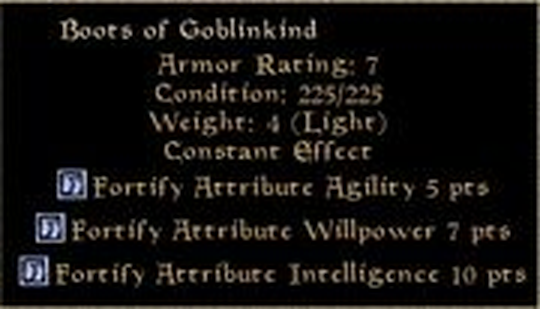 Boots of Goblinkind
Armor Rating: 7
Condition: 225/225
Weight: 4 (Light)
Constant Effect
Fortify Attribute Agility 5 pts
Fortify Attribute Willpower 7 pts
Fortify Attribute Intelligence 10 pts